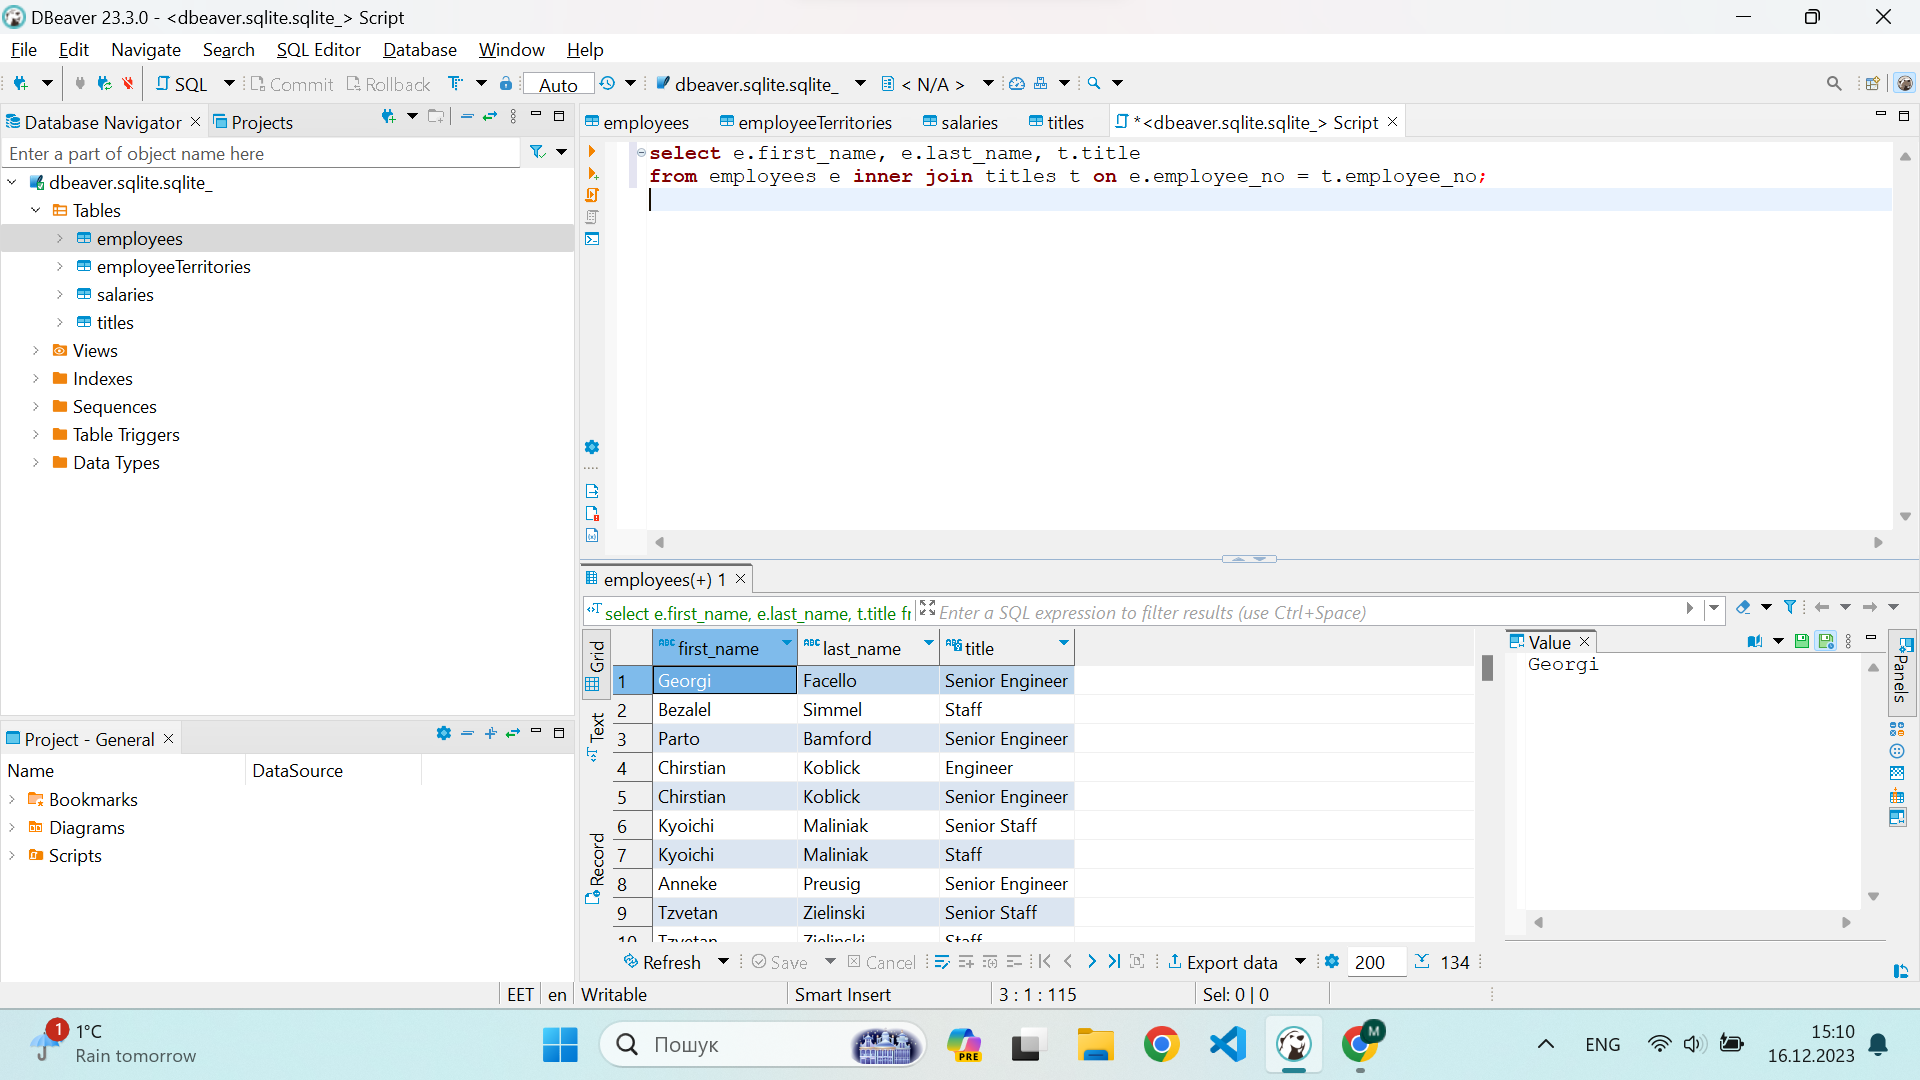 DBeaver 23.3.0 - <dbeaver.sqlite.sqlite_> Script
File Edit Navigate Search SQL Editor Database Window Help
SQL Commit Rollback Auto dbeaver.sqlite.sqlite_ < N/A >
Database Navigator Projects
Enter a part of object name here
dbeaver.sqlite.sqlite_
Tables
employees
employeeTerritories
salaries
titles
Views
Indexes
Sequences
Table Triggers
Data Types
Project - General
Name DataSource
Bookmarks
Diagrams
Scripts
employees employeeTerritories salaries titles *<dbeaver.sqlite.sqlite_> Script
select e.first_name, e.last_name, t.title
from employees e inner join titles t on e.employee_no = t.employee_no;
employees(+) 1
select e.first_name, e.last_name, t.title fr Enter a SQL expression to filter results (use Ctrl+Space)
Grid
Text
Record
first_name last_name title
1 Georgi Facello Senior Engineer
2 Bezalel Simmel Staff
3 Parto Bamford Senior Engineer
4 Chirstian Koblick Engineer
5 Chirstian Koblick Senior Engineer
6 Kyoichi Maliniak Senior Staff
7 Kyoichi Maliniak Staff
8 Anneke Preusig Senior Engineer
9 Tzvetan Zielinski Senior Staff
10 Tzvetan Zielinski Staff
Value
Georgi
Panels
Refresh Save Cancel Export data 200 134
EET en Writable Smart Insert 3 : 1 : 115 Sel: 0 | 0
1
1°C
Rain tomorrow
Пошук
PRE
M
ENG
15:10
16.12.2023